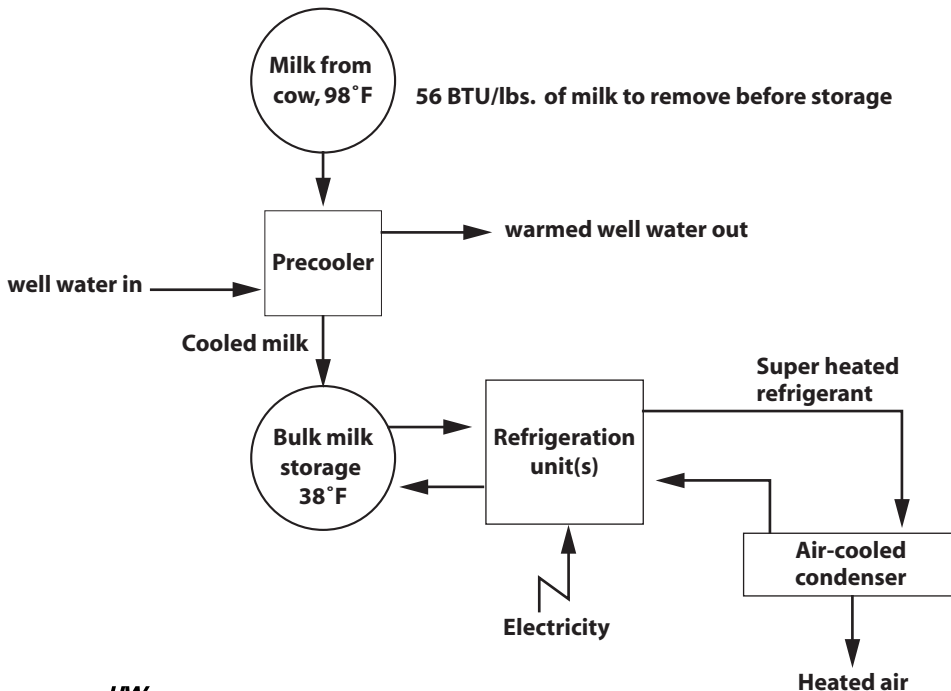 Milk from
cow, 98˚F
56 BTU/lbs. of milk to remove before storage
warmed well water out
Precooler
well water in
Cooled milk
Super heated
refrigerant
Bulk milk
storage
38˚F
Refrigeration
unit(s)
Air-cooled
condenser
Electricity
Heated air